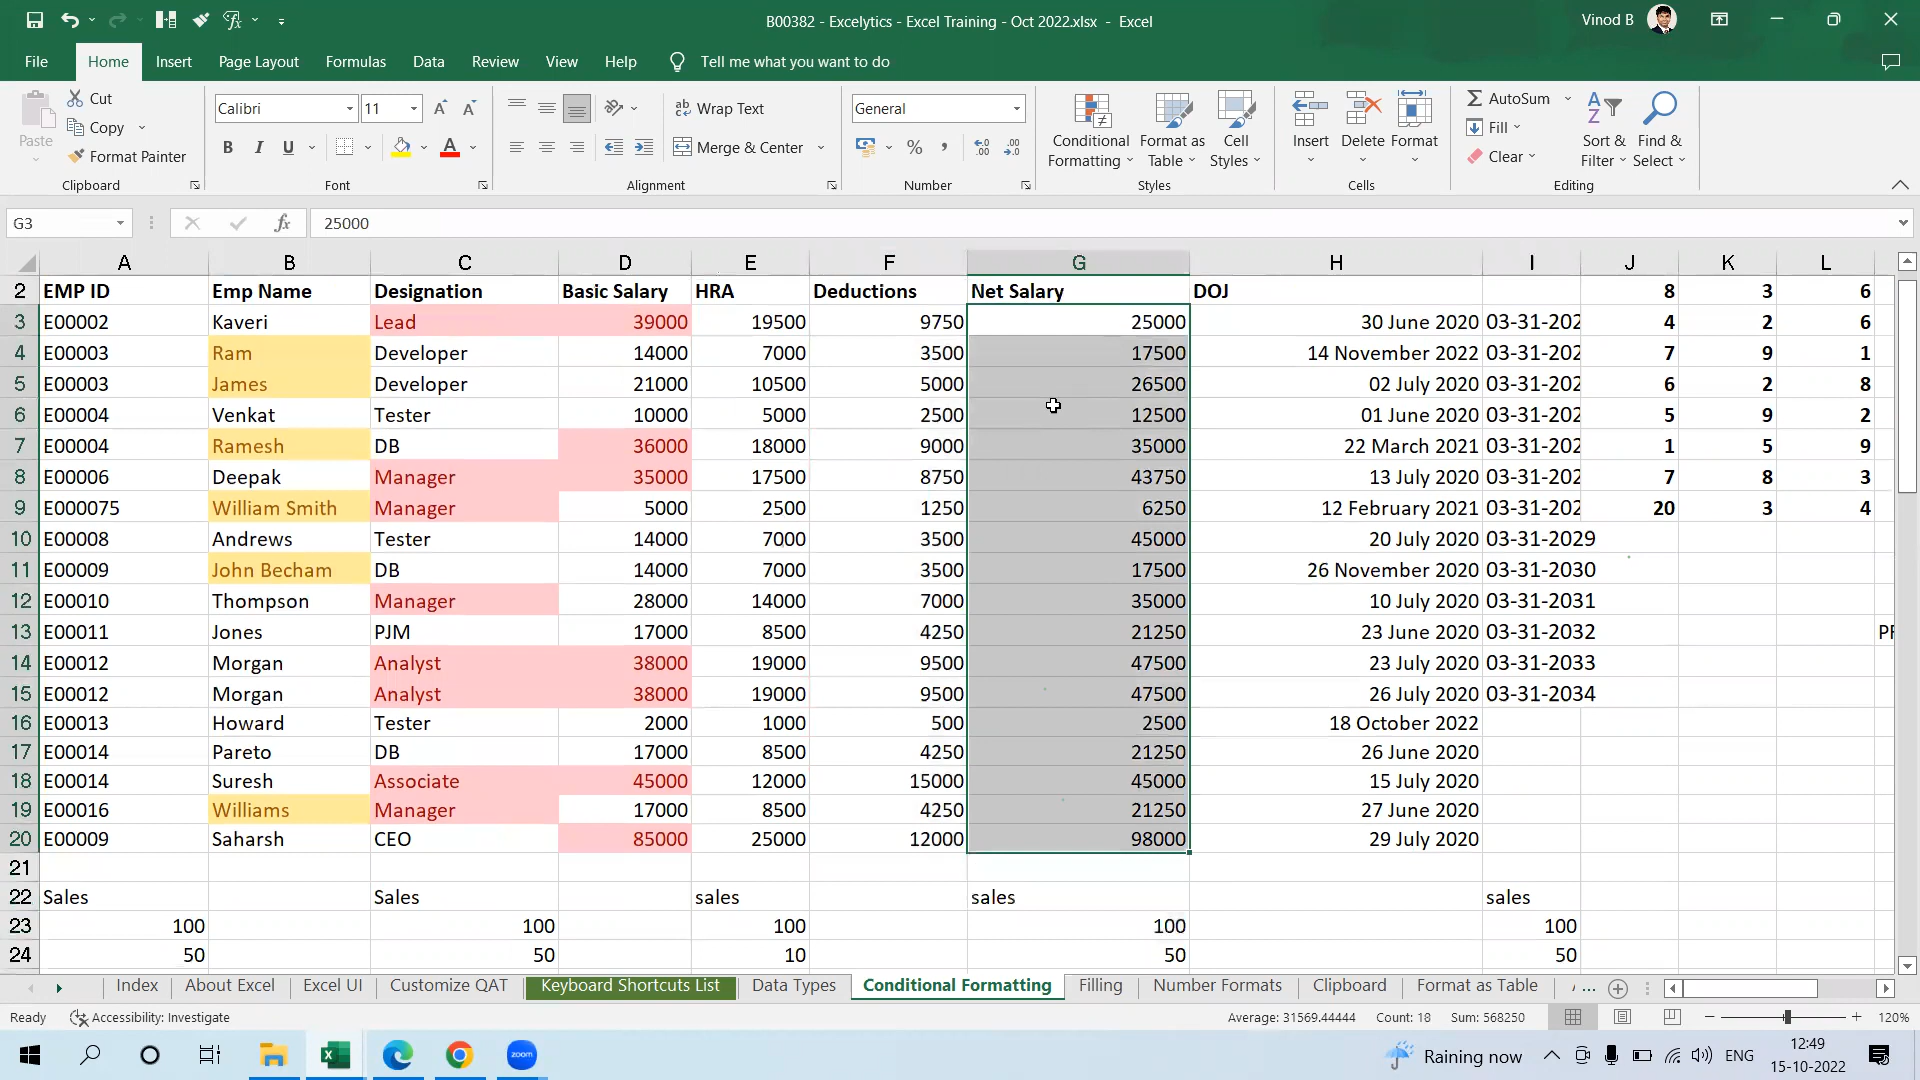 B00382 - Excelytics - Excel Training - Oct 2022.xlsx - Excel
Vinod B
File Home Insert Page Layout Formulas Data Review View Help Tell me what you want to do
Paste Cut Copy Format Painter Clipboard
Calibri 11 B I U A Font
Wrap Text Merge & Center Alignment
General % Number
Conditional Formatting Format as Table Cell Styles Styles
Insert Delete Format Cells
AutoSum Fill Clear Sort & Filter Find & Select Editing
G3 fx 25000
A B C D E F G H I J K L
2 EMP ID Emp Name Designation Basic Salary HRA Deductions Net Salary DOJ 8 3 6
3 E00002 Kaveri Lead 39000 19500 9750 25000 30 June 2020 03-31-202 4 2 6
4 E00003 Ram Developer 14000 7000 3500 17500 14 November 2022 03-31-202 7 9 1
5 E00003 James Developer 21000 10500 5000 26500 02 July 2020 03-31-202 6 2 8
6 E00004 Venkat Tester 10000 5000 2500 12500 01 June 2020 03-31-202 5 9 2
7 E00004 Ramesh DB 36000 18000 9000 35000 22 March 2021 03-31-202 1 5 9
8 E00006 Deepak Manager 35000 17500 8750 43750 13 July 2020 03-31-202 7 8 3
9 E000075 William Smith Manager 5000 2500 1250 6250 12 February 2021 03-31-202 20 3 4
10 E00008 Andrews Tester 14000 7000 3500 45000 20 July 2020 03-31-2029
11 E00009 John Becham DB 14000 7000 3500 17500 26 November 2020 03-31-2030
12 E00010 Thompson Manager 28000 14000 7000 35000 10 July 2020 03-31-2031
13 E00011 Jones PJM 17000 8500 4250 21250 23 June 2020 03-31-2032
14 E00012 Morgan Analyst 38000 19000 9500 47500 23 July 2020 03-31-2033
15 E00012 Morgan Analyst 38000 19000 9500 47500 26 July 2020 03-31-2034
16 E00013 Howard Tester 2000 1000 500 2500 18 October 2022
17 E00014 Pareto DB 17000 8500 4250 21250 26 June 2020
18 E00014 Suresh Associate 45000 12000 15000 45000 15 July 2020
19 E00016 Williams Manager 17000 8500 4250 21250 27 June 2020
20 E00009 Saharsh CEO 85000 25000 12000 98000 29 July 2020
21
22 Sales Sales sales sales sales
23 100 100 100 100 100
24 50 50 10 50 50
Index About Excel Excel UI Customize QAT Keyboard Shortcuts List Data Types Conditional Formatting Filling Number Formats Clipboard Format as Table ...
Ready Accessibility: Investigate Average: 31569.44444 Count: 18 Sum: 568250 120%
zoom Raining now ENG 12:49
15-10-2022